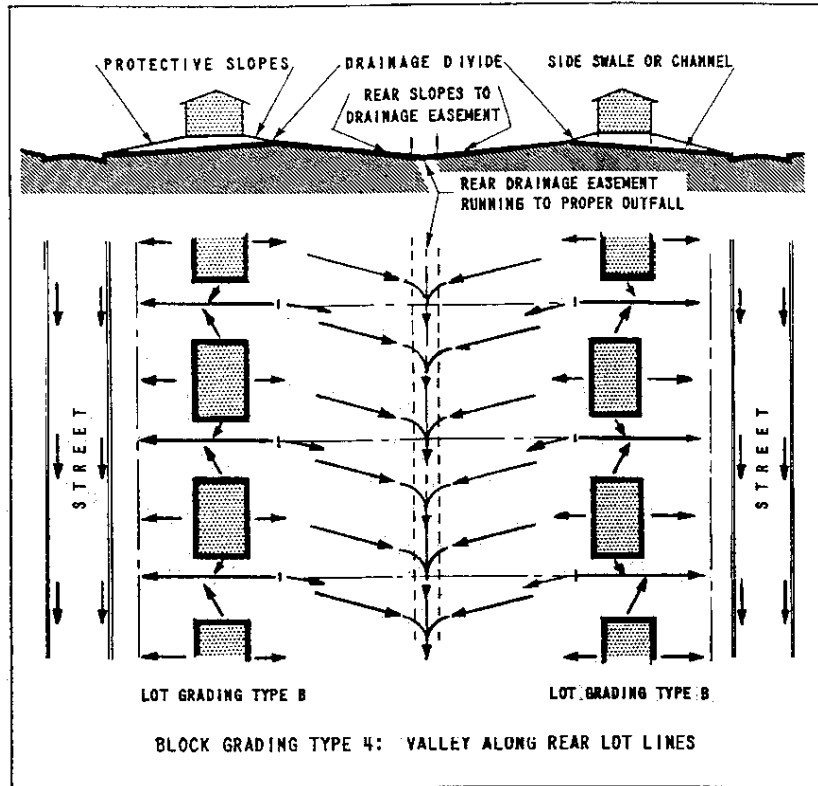 PROTECTIVE SLOPES
DRAINAGE DIVIDE
SIDE SWALE OR CHANNEL
REAR SLOPES TO
DRAINAGE EASEMENT
REAR DRAINAGE EASEMENT
RUNNING TO PROPER OUTFALL
STREET
STREET
LOT GRADING TYPE B
LOT GRADING TYPE B
BLOCK GRADING TYPE 4: VALLEY ALONG REAR LOT LINES